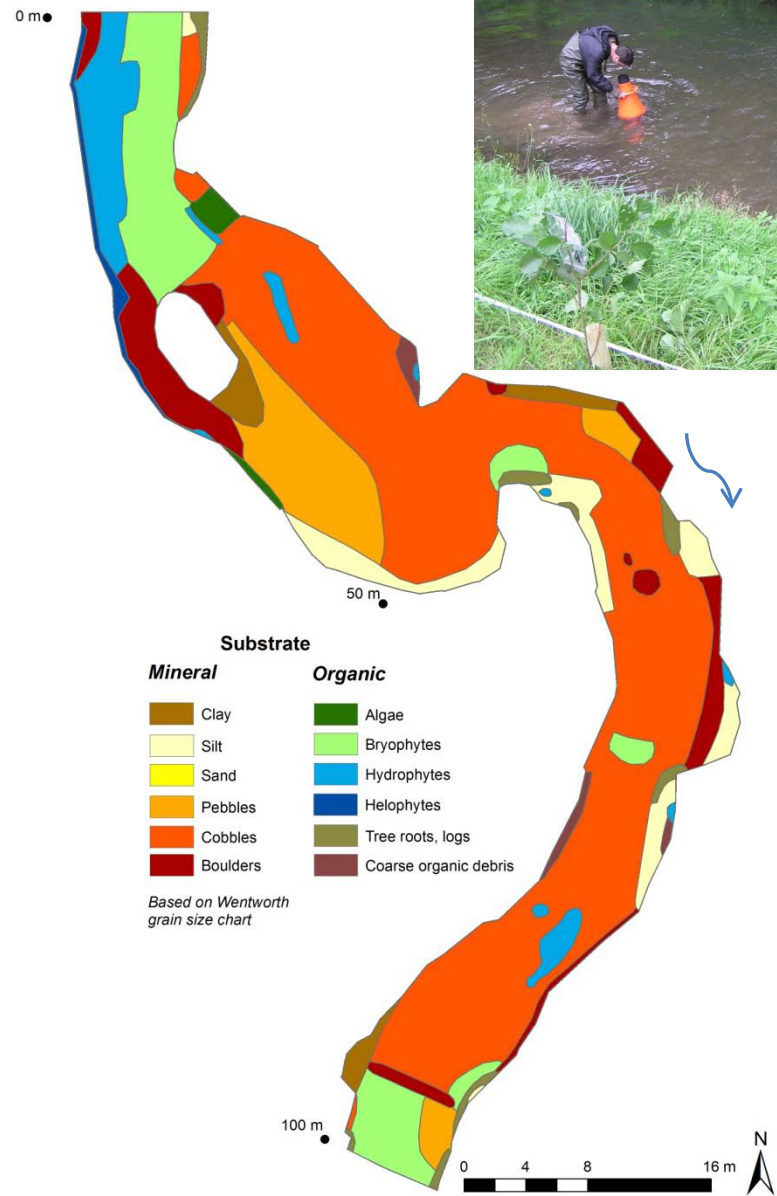 0 m
50 m
Substrate
Mineral
Organic
Clay
Silt
Sand
Pebbles
Cobbles
Boulders
Algae
Bryophytes
Hydrophytes
Helophytes
Tree roots, logs
Coarse organic debris
Based on Wentworth
grain size chart
100 m
N
0 4 8 16 m